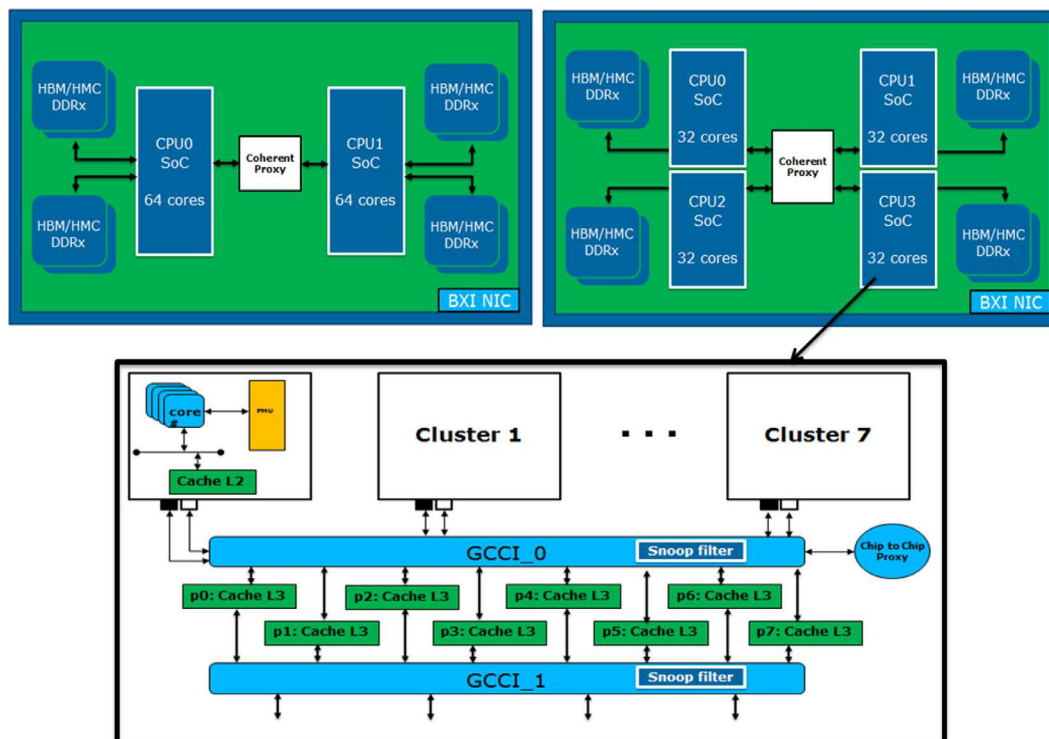 HBM/HMC
DDRx
HBM/HMC
DDRx
CPU0
SoC
64 cores
Coherent
Proxy
CPU1
SoC
64 cores
HBM/HMC
DDRx
HBM/HMC
DDRx
BXI NIC
HBM/HMC
DDRx
HBM/HMC
DDRx
CPU0
SoC
32 cores
CPU1
SoC
32 cores
Coherent
Proxy
CPU2
SoC
32 cores
CPU3
SoC
32 cores
HBM/HMC
DDRx
HBM/HMC
DDRx
BXI NIC
core
#
PMU
Cache L2
Cluster 1
. . .
Cluster 7
GCCI_0
Snoop filter
Chip to Chip
Proxy
p0: Cache L3
p2: Cache L3
p4: Cache L3
p6: Cache L3
p1: Cache L3
p3: Cache L3
p5: Cache L3
p7: Cache L3
GCCI_1
Snoop filter